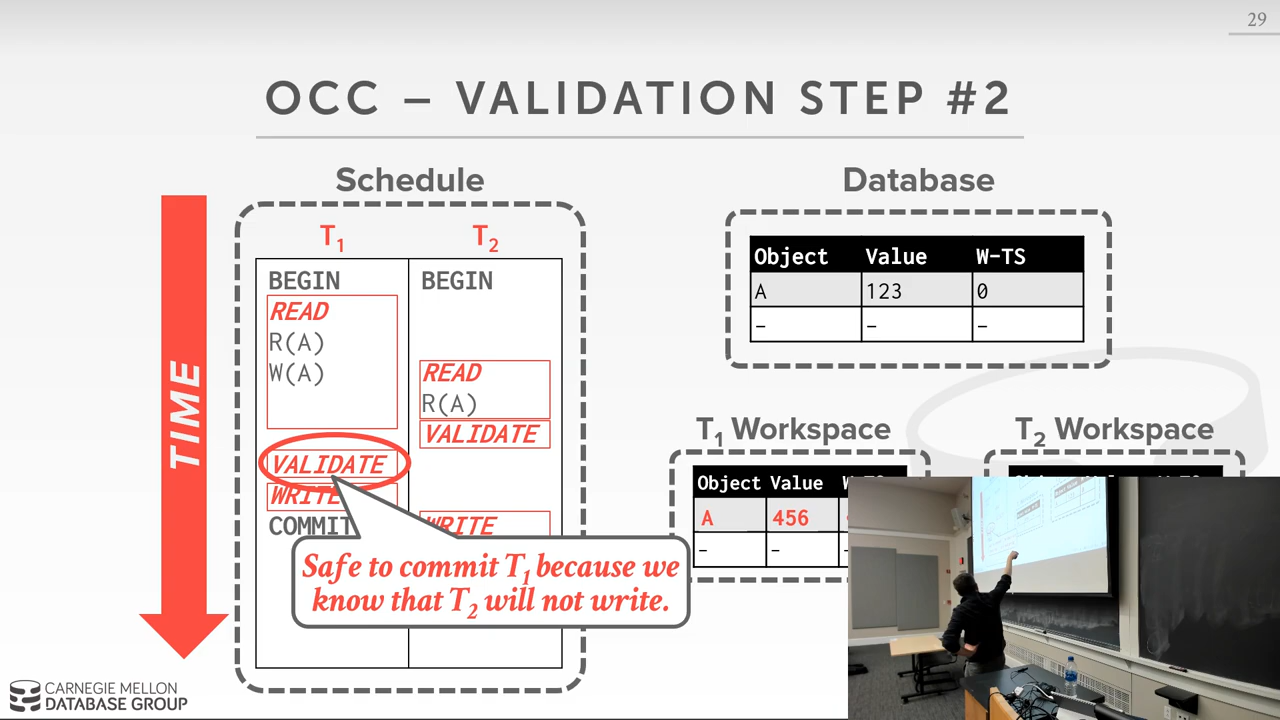 29
OCC – VALIDATION STEP #2
Schedule
Database
TIME
T1
T2
BEGIN
BEGIN
READ
R(A)
W(A)
READ
R(A)
VALIDATE
VALIDATE
WRITE
COMMIT
WRITE
Safe to commit T1 because we
know that T2 will not write.
Object Value W-TS
A 123 0
– – –
T1 Workspace
T2 Workspace
Object Value
A 456
– –
CARNEGIE MELLON
DATABASE GROUP